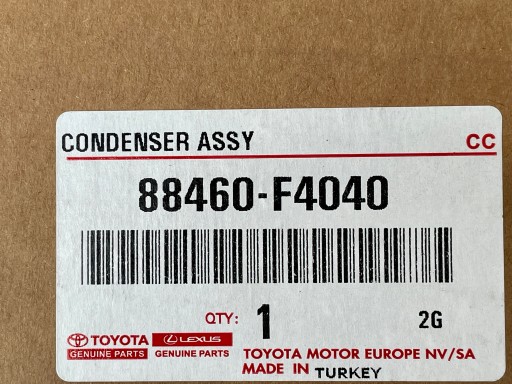 CONDENSER ASSY CC
88460-F4040
QTY: 1 2G
TOYOTA LEXUS
GENUINE PARTS GENUINE PARTS
TOYOTA MOTOR EUROPE NV/SA
MADE IN TURKEY